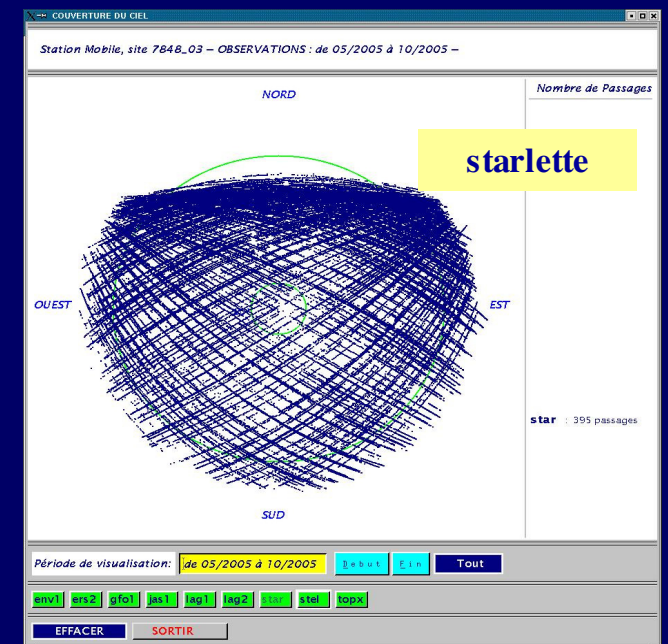 COUVERTURE DU CIEL
Station Mobile, site 7848_03 – OBSERVATIONS : de 05/2005 à 10/2005 –
Nombre de Passages
NORD
starlette
OUEST
EST
star : 395 passages
SUD
Période de visualisation: de 05/2005 à 10/2005 Debut Fin Tout
env1 ers2 gfo1 jas1 lag1 lag2 star stel topx
EFFACER SORTIR